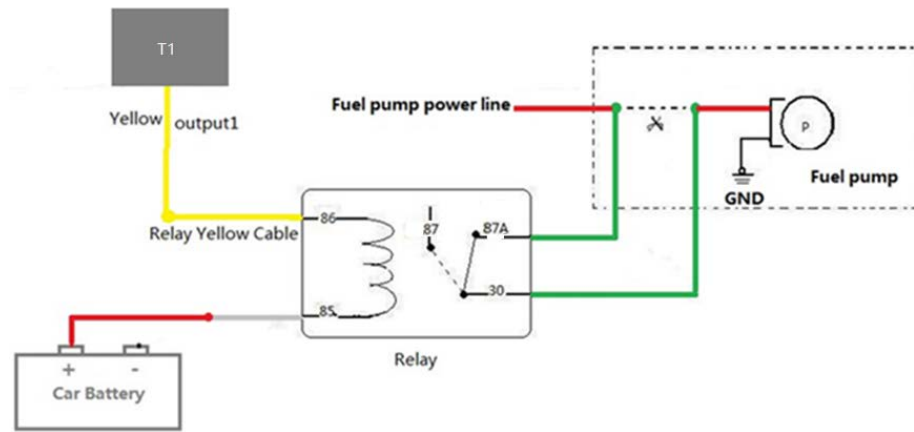 T1
Yellow
output1
Fuel pump power line
P
Fuel pump
GND
Relay Yellow Cable
86
87
87A
30
85
Relay
+ -
Car Battery